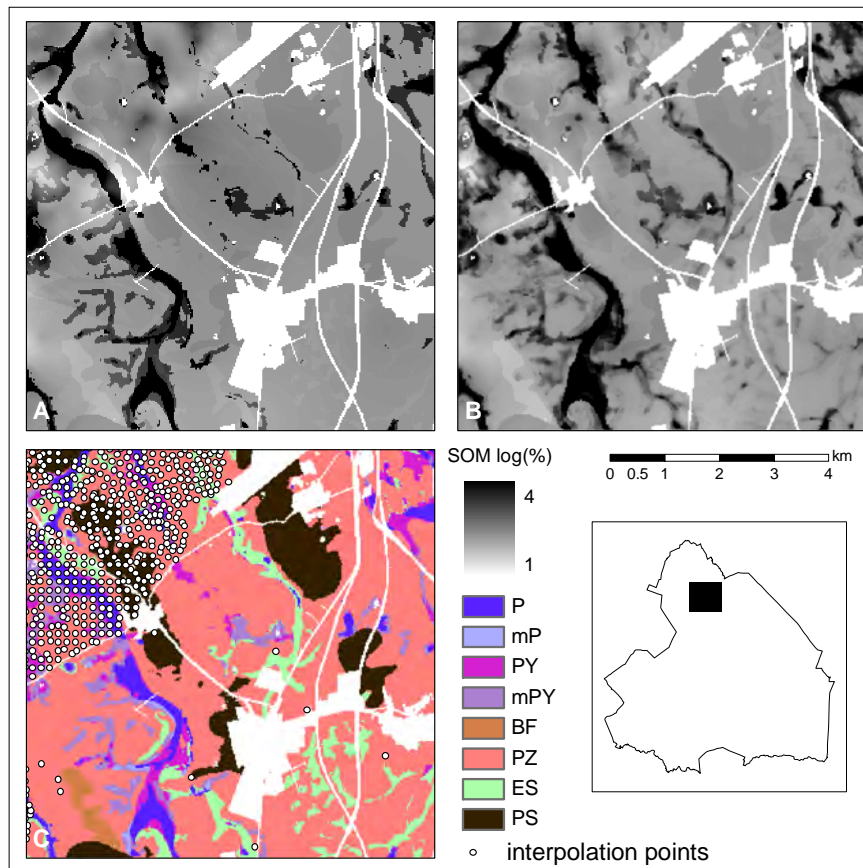 A
B
C
SOM log(%)
4
1
km
0 0.5 1 2 3 4
P
mP
PY
mPY
BF
PZ
ES
PS
interpolation points